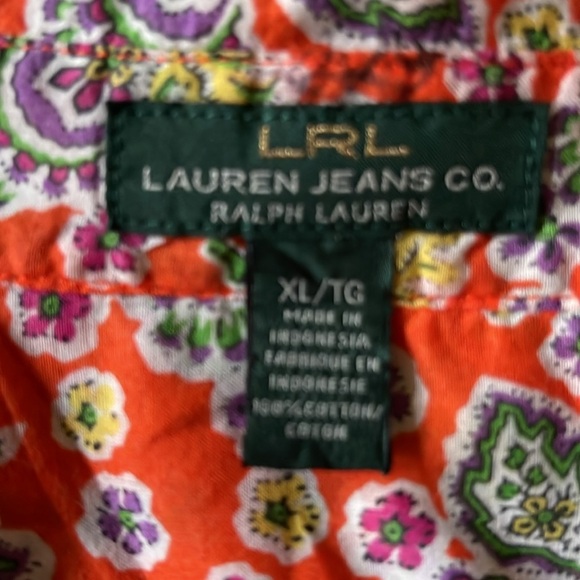 LRL
LAUREN JEANS CO.
RALPH LAUREN
XL/TG
MADE IN
INDONESIA
FABRIQUE EN
INDONESIE
100% COTTON/
COTON